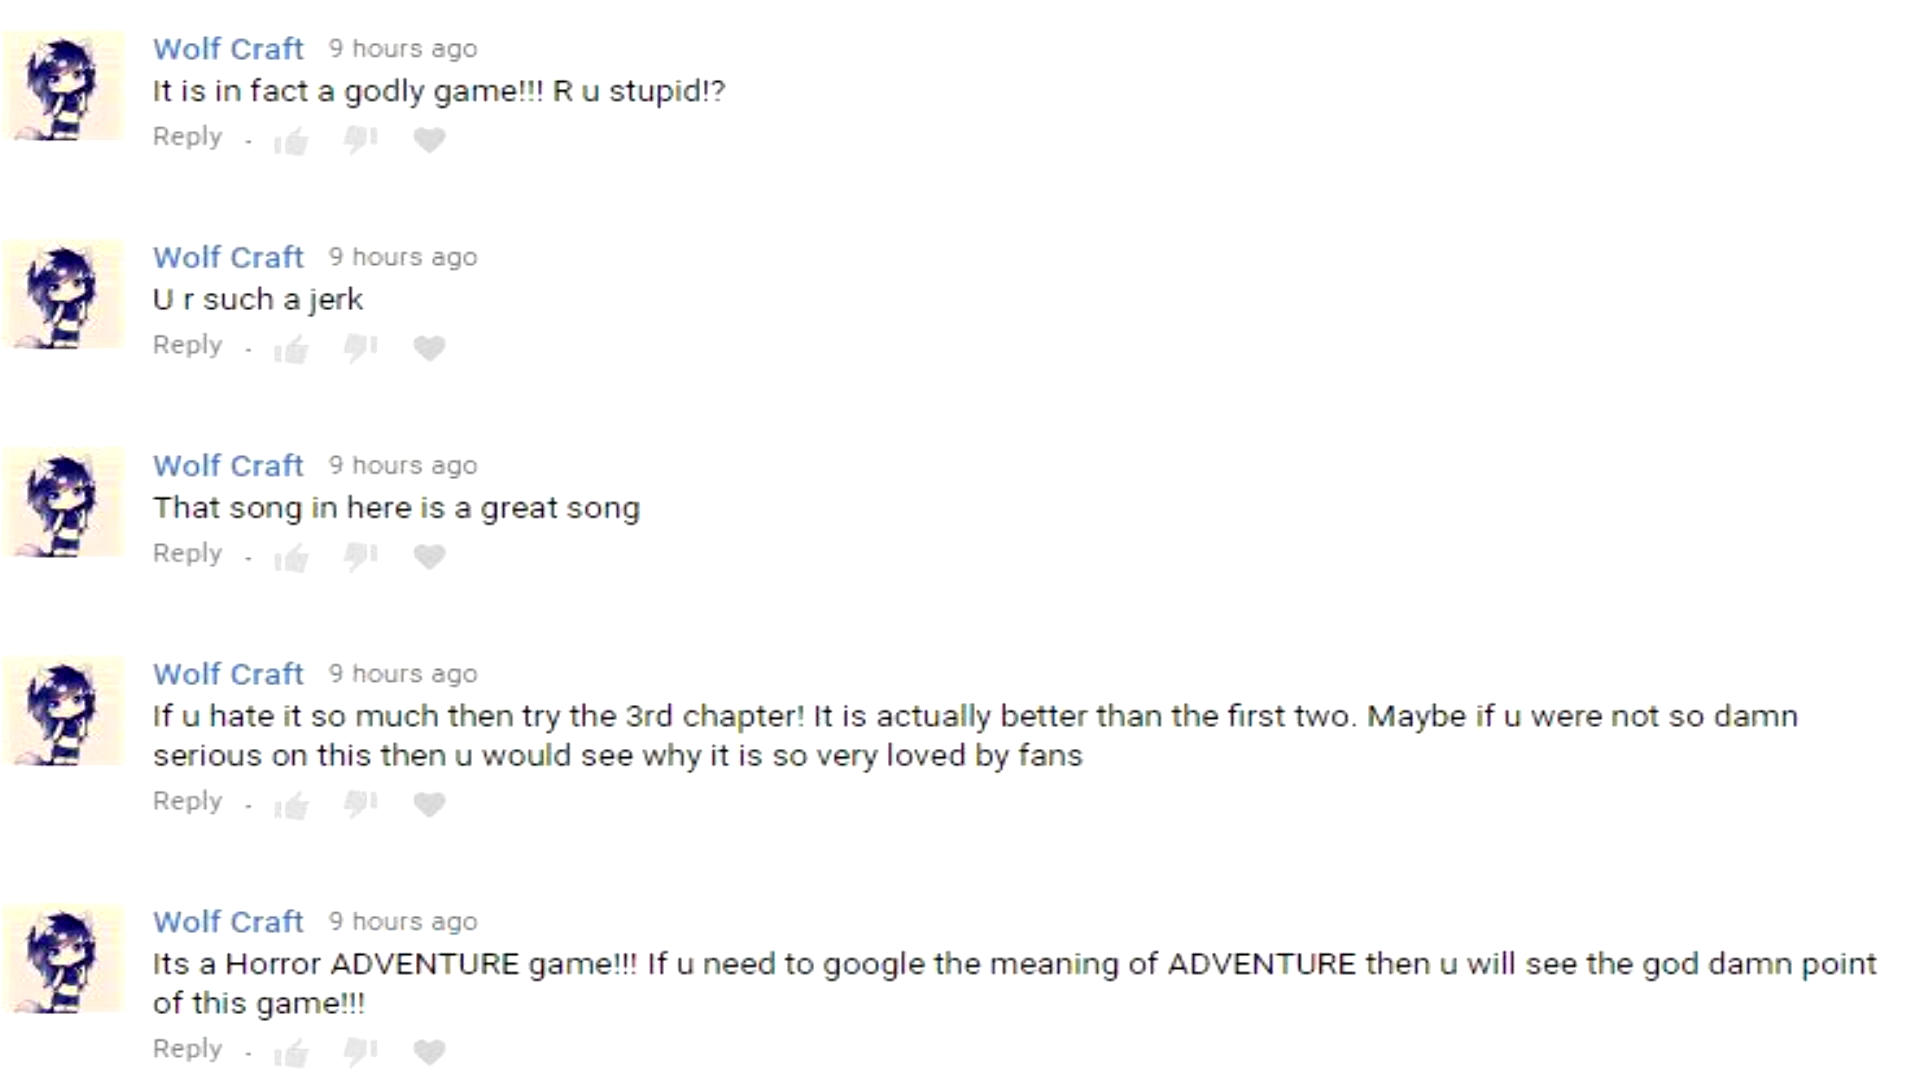 Wolf Craft 9 hours ago
It is in fact a godly game!!! R u stupid!?
Reply .
Wolf Craft 9 hours ago
U r such a jerk
Reply .
Wolf Craft 9 hours ago
That song in here is a great song
Reply .
Wolf Craft 9 hours ago
If u hate it so much then try the 3rd chapter! It is actually better than the first two. Maybe if u were not so damn
serious on this then u would see why it is so very loved by fans
Reply .
Wolf Craft 9 hours ago
Its a Horror ADVENTURE game!!! If u need to google the meaning of ADVENTURE then u will see the god damn point
of this game!!!
Reply .